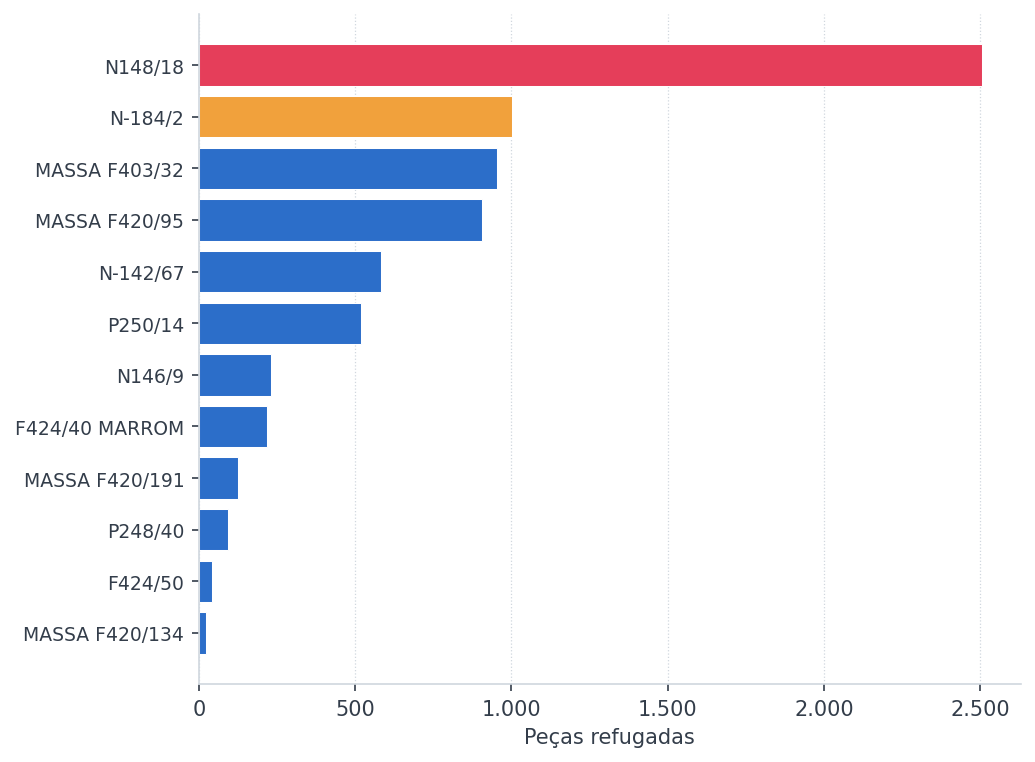 N148/18
N-184/2
MASSA F403/32
MASSA F420/95
N-142/67
P250/14
N146/9
F424/40 MARROM
MASSA F420/191
P248/40
F424/50
MASSA F420/134
0 500 1.000 1.500 2.000 2.500
Peças refugadas